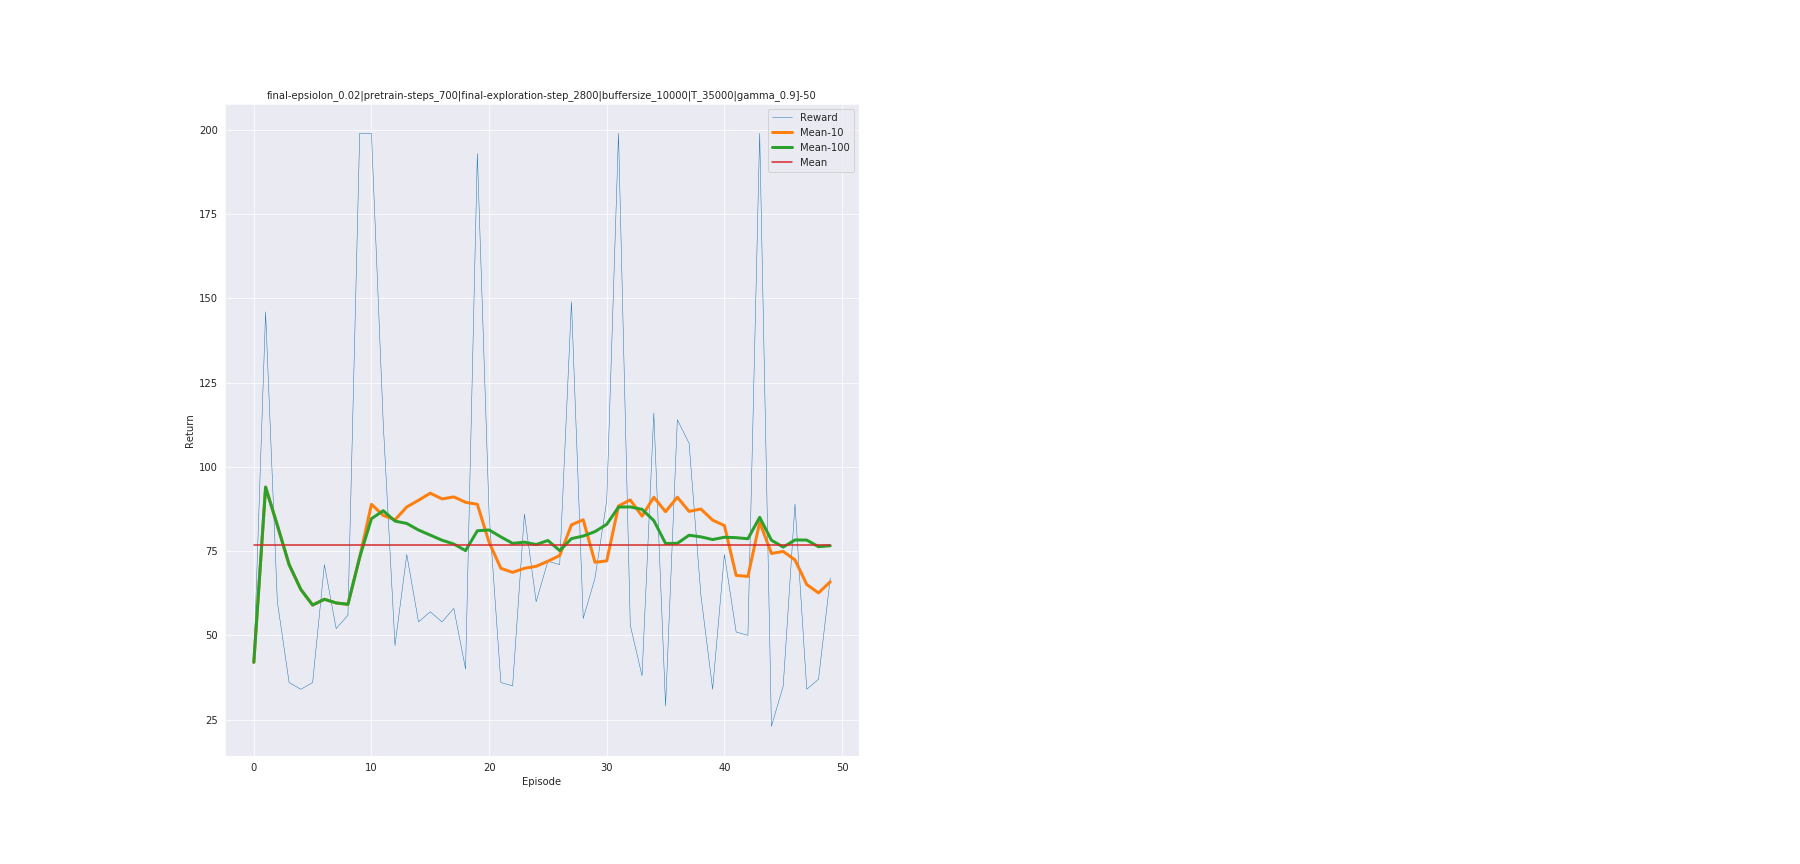 final-epsiolon_0.02|pretrain-steps_700|final-exploration-step_2800|buffersize_10000|T_35000|gamma_0.9]-50
Reward
Mean-10
Mean-100
Mean
200
175
150
125
100
75
50
25
Return
0 10 20 30 40 50
Episode